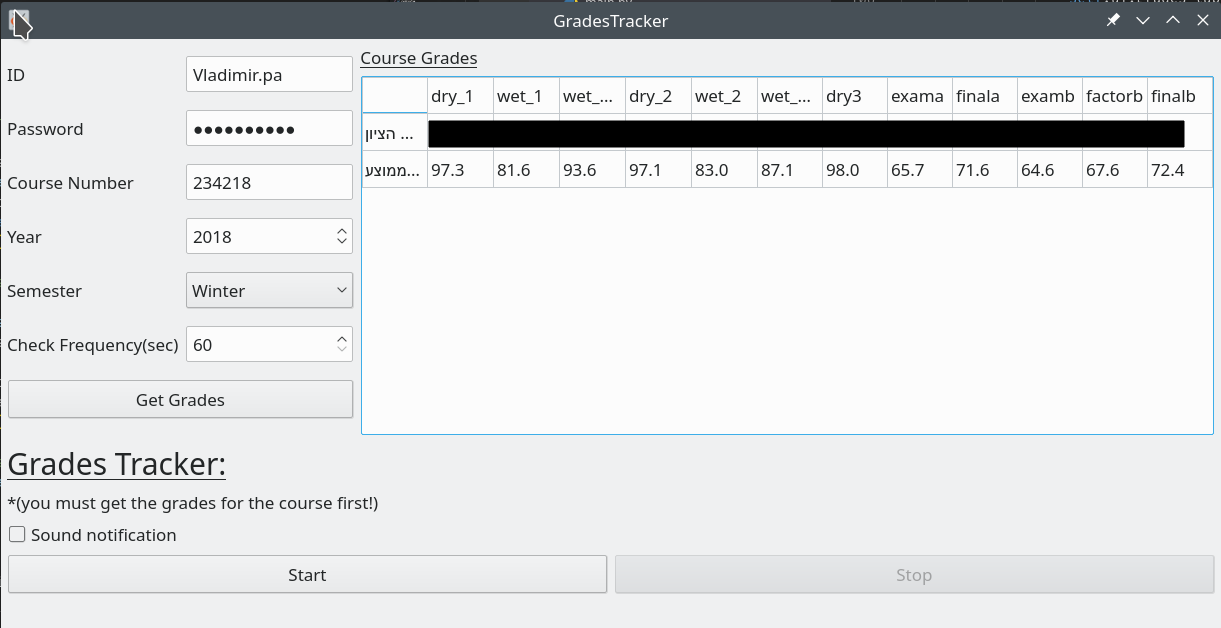 GradesTracker
ID
Vladimir.pa
Password
●●●●●●●●●●
Course Number
234218
Year
2018
Semester
Winter
Check Frequency(sec)
60
Get Grades
Course Grades
dry_1 wet_1 wet_... dry_2 wet_2 wet_... dry3 exama finala examb factorb finalb
הציון ...
ממוצע... 97.3 81.6 93.6 97.1 83.0 87.1 98.0 65.7 71.6 64.6 67.6 72.4
Grades Tracker:
*(you must get the grades for the course first!)
Sound notification
Start Stop